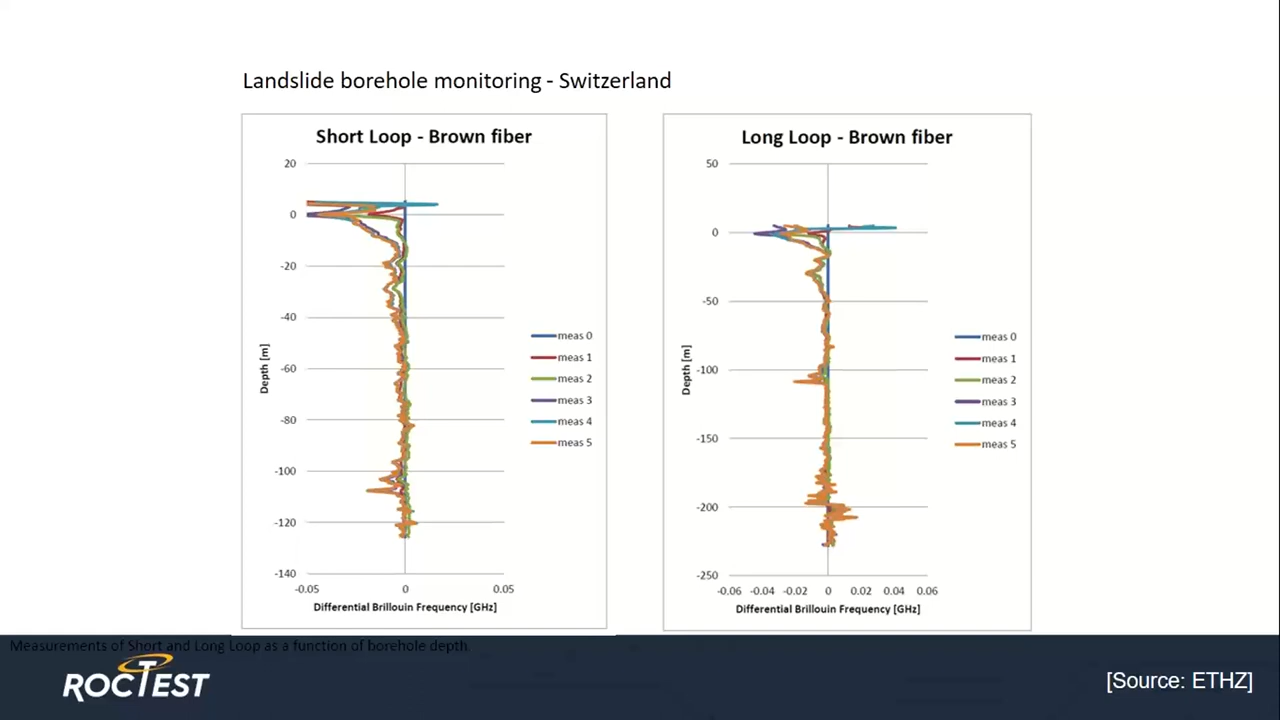 Landslide borehole monitoring - Switzerland
Short Loop - Brown fiber
20
0
-20
-40
-60
-80
-100
-120
-140
Depth [m]
-0.05
0
0.05
Differential Brillouin Frequency [GHz]
meas 0
meas 1
meas 2
meas 3
meas 4
meas 5
Long Loop - Brown fiber
50
0
-50
-100
-150
-200
-250
Depth [m]
-0.06 -0.04 -0.02 0 0.02 0.04 0.06
Differential Brillouin Frequency [GHz]
meas 0
meas 1
meas 2
meas 3
meas 4
meas 5
Measurements of Short and Long Loop as a function of borehole depth
ROCTEST
[Source: ETHZ]